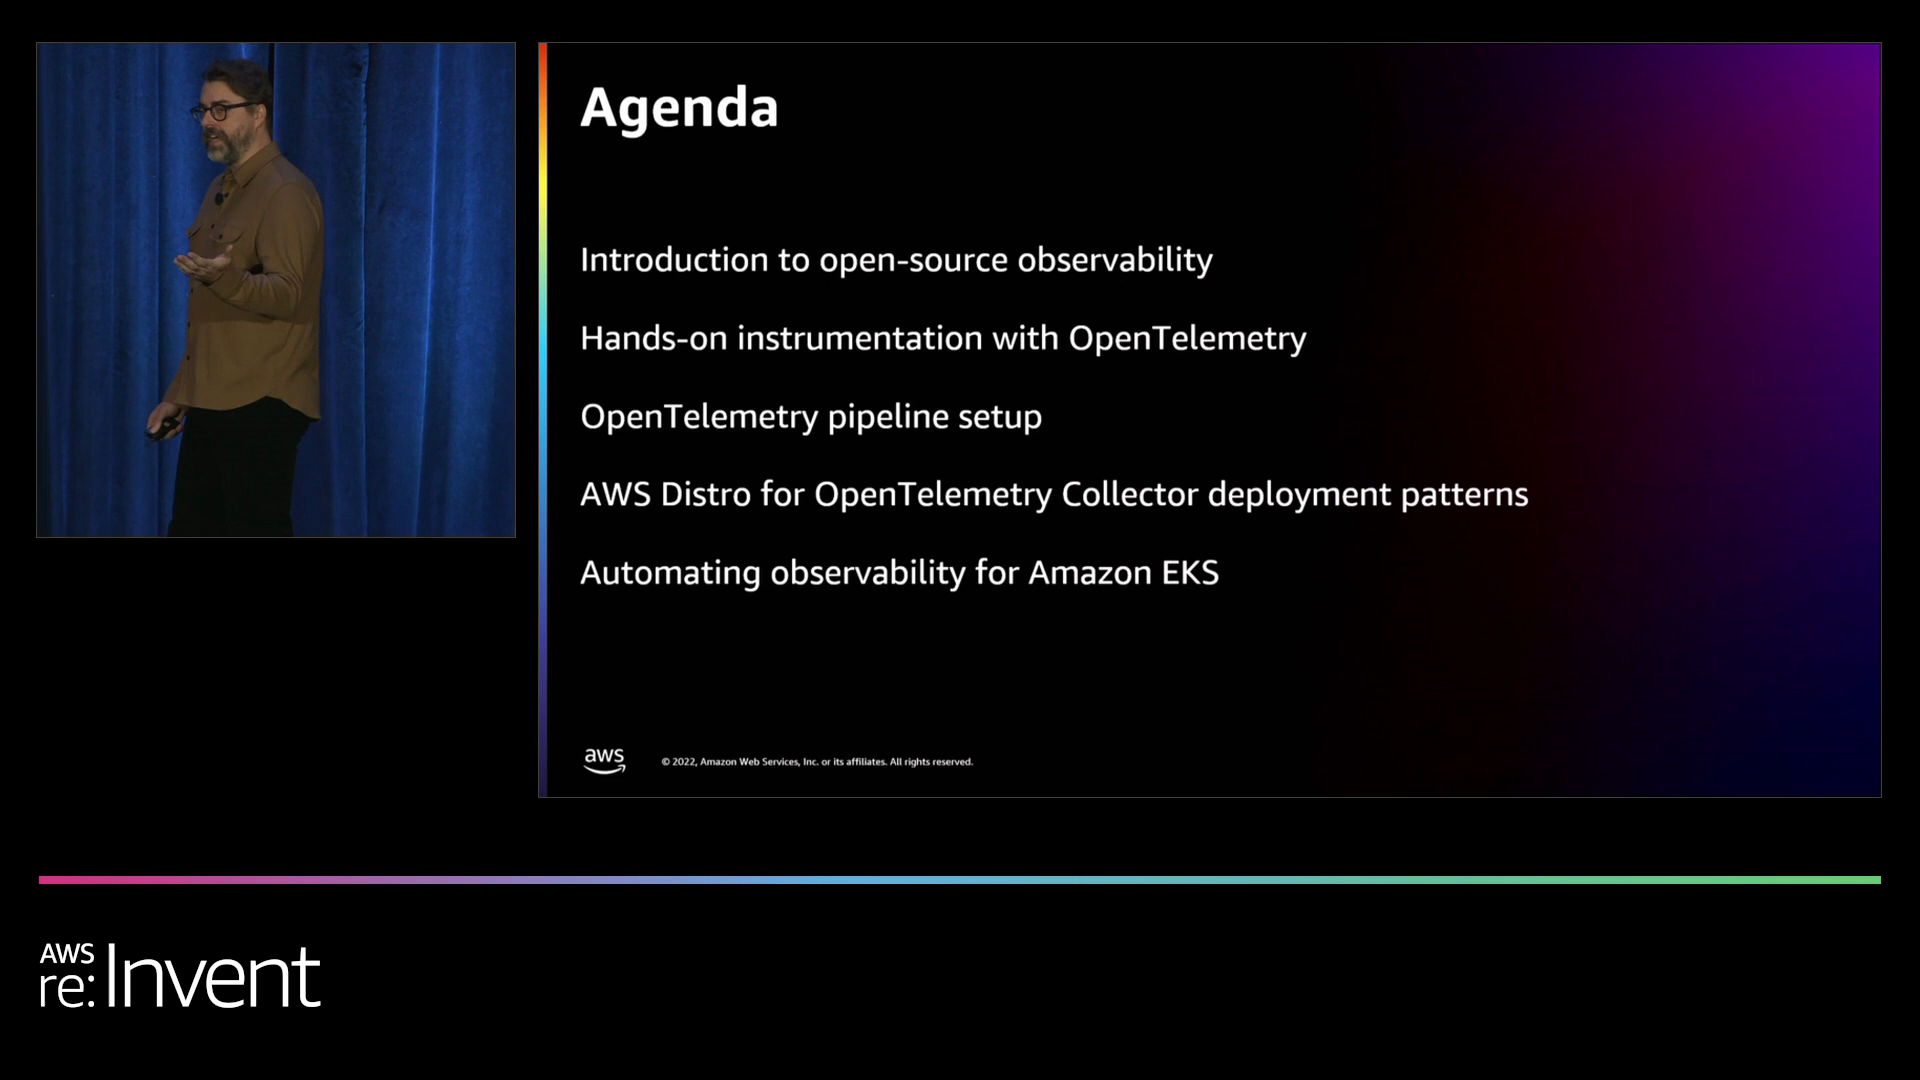 Agenda
Introduction to open-source observability
Hands-on instrumentation with OpenTelemetry
OpenTelemetry pipeline setup
AWS Distro for OpenTelemetry Collector deployment patterns
Automating observability for Amazon EKS
aws
© 2022, Amazon Web Services, Inc. or its affiliates. All rights reserved.
AWS
re:Invent